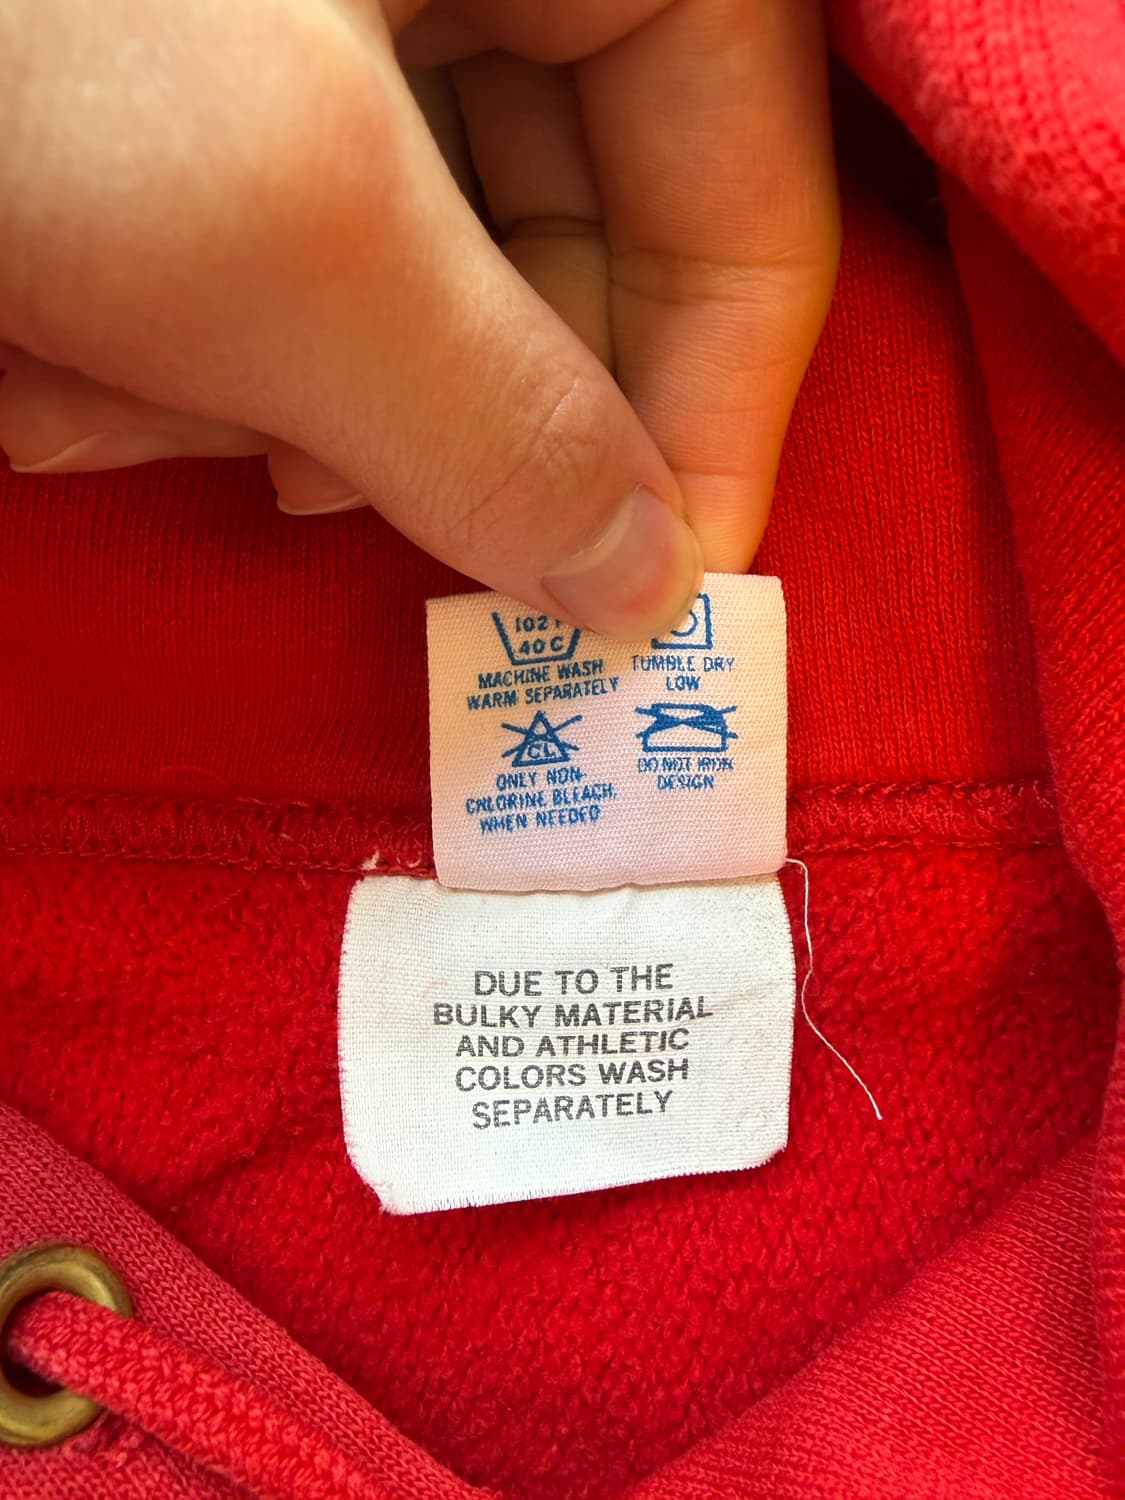 102 F
40 C
MACHINE WASH
WARM SEPARATELY
TUMBLE DRY
LOW
CL
ONLY NON-
CHLORINE BLEACH
WHEN NEEDED
DO NOT IRON
DESIGN
DUE TO THE
BULKY MATERIAL
AND ATHLETIC
COLORS WASH
SEPARATELY